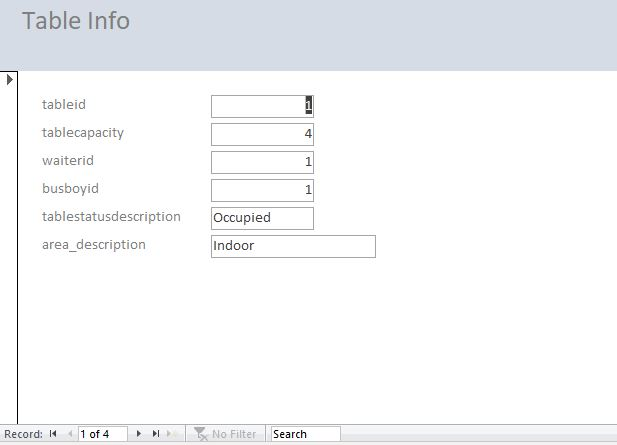 Table Info
tableid 1
tablecapacity 4
waiterid 1
busboyid 1
tablestatusdescription Occupied
area_description Indoor
Record: 1 of 4 No Filter Search